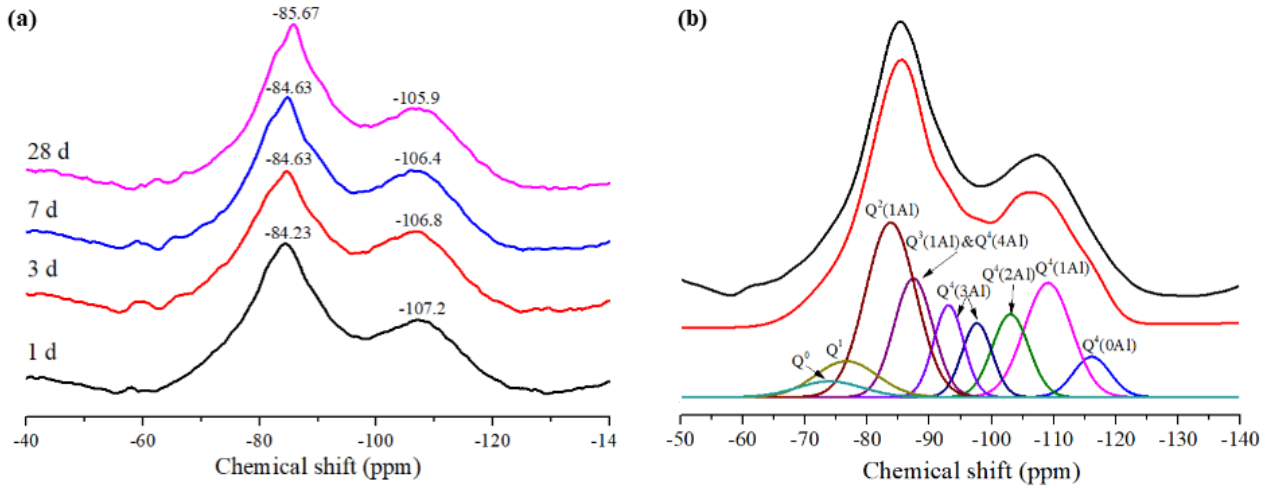 (a)
-85.67
-105.9
28 d
-84.63
-106.4
7 d
-84.63
-106.8
3 d
-84.23
-107.2
1 d
-40 -60 -80 -100 -120 -14
Chemical shift (ppm)
(b)
Q²(1Al)
Q³(1Al)&Q⁴(4Al)
Q⁴(3Al)
Q⁴(2Al)
Q⁴(1Al)
Q⁰
Q¹
Q⁴(0Al)
-50 -60 -70 -80 -90 -100 -110 -120 -130 -140
Chemical shift (ppm)